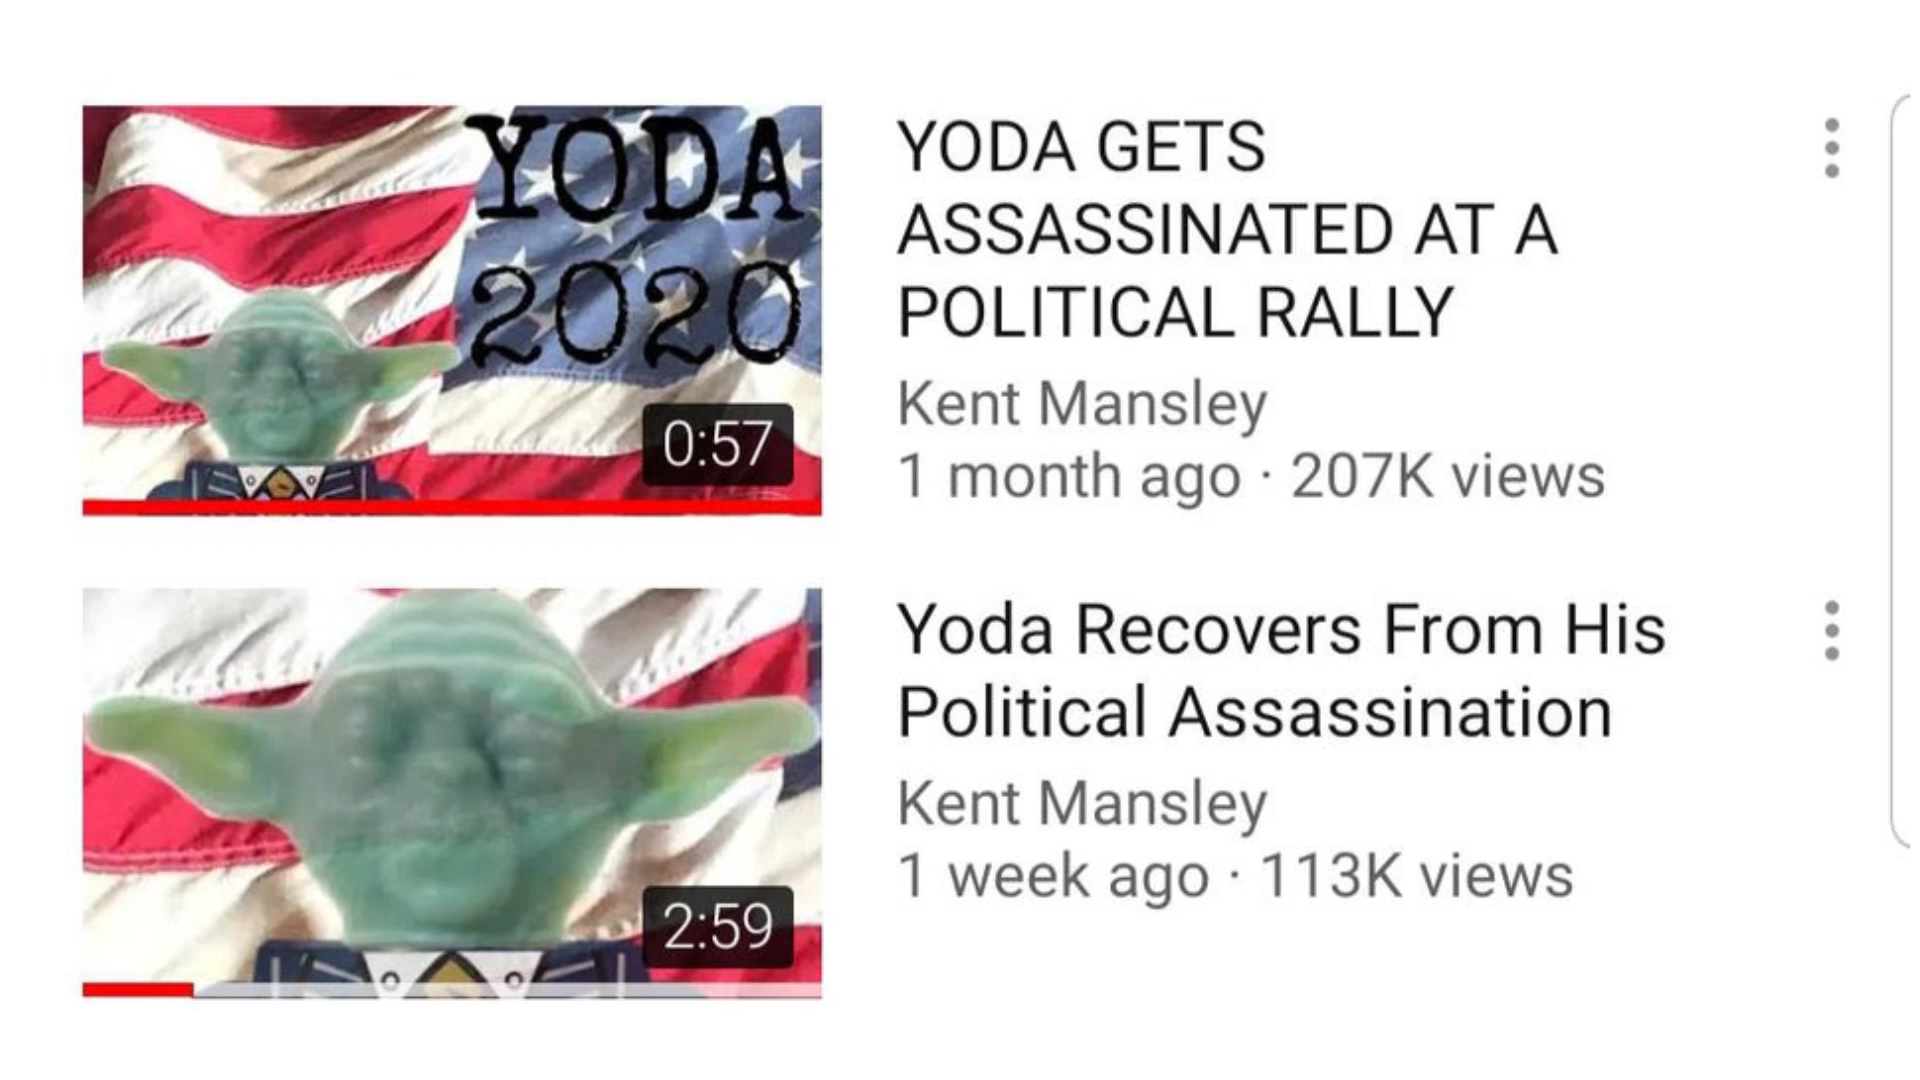 YODA
2020
0:57
YODA GETS
ASSASSINATED AT A
POLITICAL RALLY
Kent Mansley
1 month ago · 207K views
2:59
Yoda Recovers From His
Political Assassination
Kent Mansley
1 week ago · 113K views